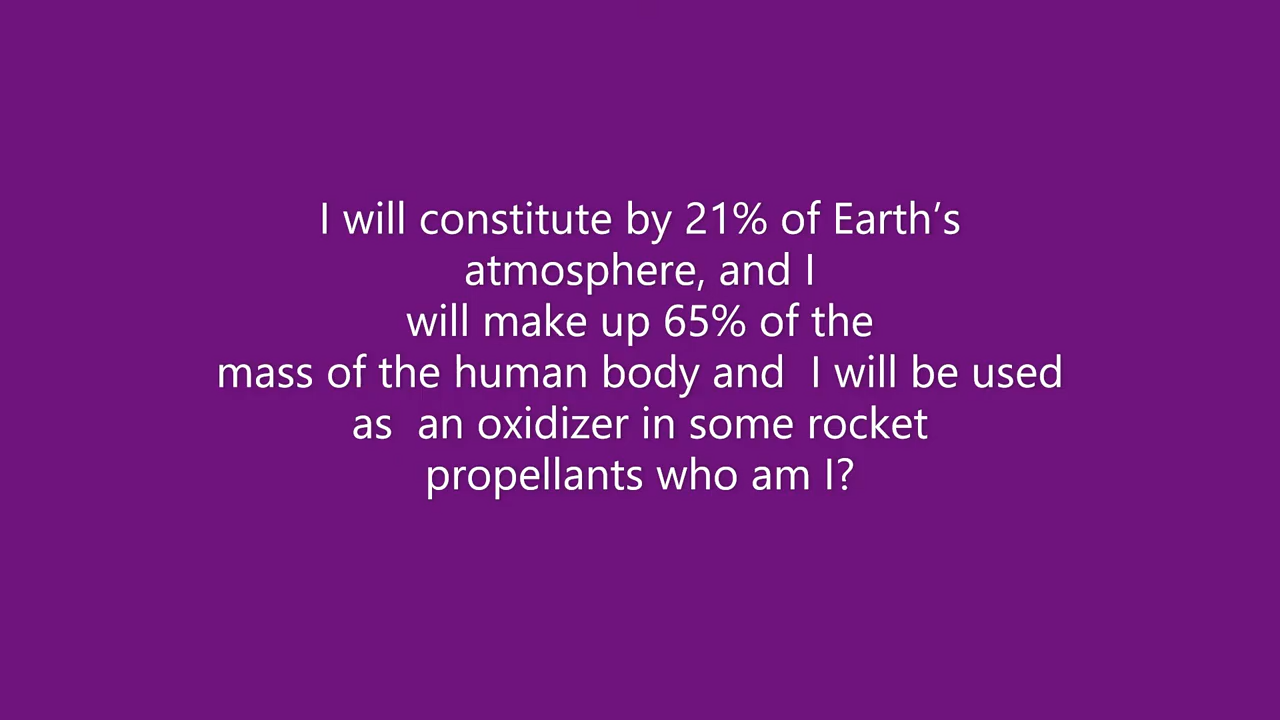 I will constitute by 21% of Earth’s
atmosphere, and I
will make up 65% of the
mass of the human body and  I will be used
as  an oxidizer in some rocket
propellants who am I?